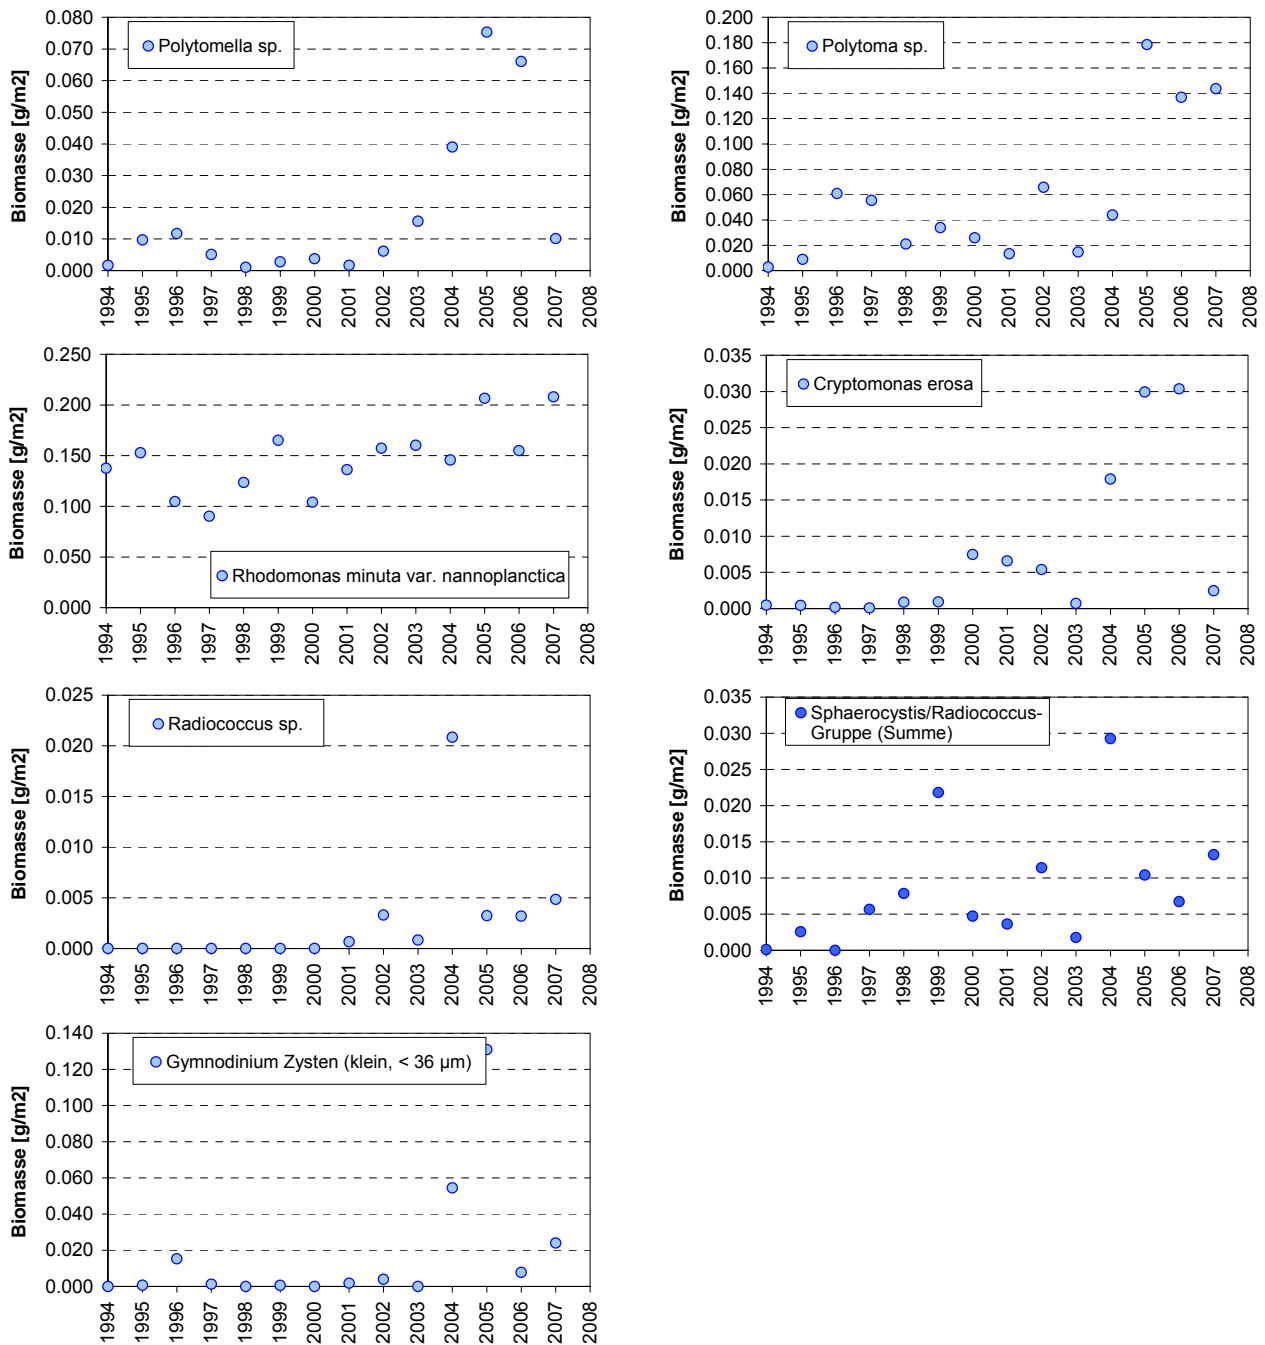 Biomasse [g/m2]
0.080
0.070
0.060
0.050
0.040
0.030
0.020
0.010
0.000
Polytomella sp.
1994 1995 1996 1997 1998 1999 2000 2001 2002 2003 2004 2005 2006 2007 2008
Biomasse [g/m2]
0.200
0.180
0.160
0.140
0.120
0.100
0.080
0.060
0.040
0.020
0.000
Polytoma sp.
1994 1995 1996 1997 1998 1999 2000 2001 2002 2003 2004 2005 2006 2007 2008
Biomasse [g/m2]
0.250
0.200
0.150
0.100
0.050
0.000
Rhodomonas minuta var. nannoplanctica
1994 1995 1996 1997 1998 1999 2000 2001 2002 2003 2004 2005 2006 2007 2008
Biomasse [g/m2]
0.035
0.030
0.025
0.020
0.015
0.010
0.005
0.000
Cryptomonas erosa
1994 1995 1996 1997 1998 1999 2000 2001 2002 2003 2004 2005 2006 2007 2008
Biomasse [g/m2]
0.025
0.020
0.015
0.010
0.005
0.000
Radiococcus sp.
1994 1995 1996 1997 1998 1999 2000 2001 2002 2003 2004 2005 2006 2007 2008
Biomasse [g/m2]
0.035
0.030
0.025
0.020
0.015
0.010
0.005
0.000
Sphaerocystis/Radiococcus-
Gruppe (Summe)
1994 1995 1996 1997 1998 1999 2000 2001 2002 2003 2004 2005 2006 2007 2008
Biomasse [g/m2]
0.140
0.120
0.100
0.080
0.060
0.040
0.020
0.000
Gymnodinium Zysten (klein, < 36 µm)
1994 1995 1996 1997 1998 1999 2000 2001 2002 2003 2004 2005 2006 2007 2008